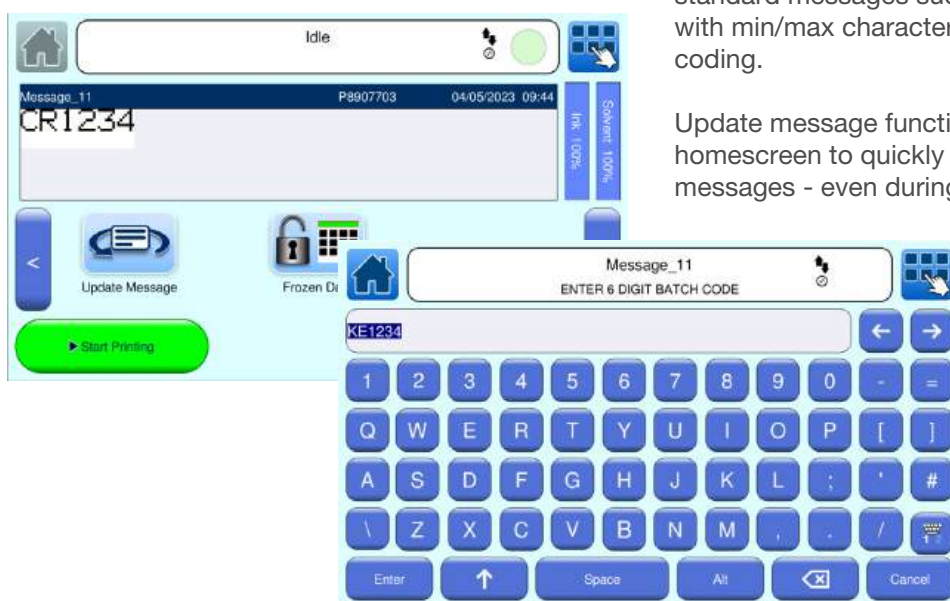 standard messages suc
with min/max character
coding.
Update message functi
homescreen to quickly
messages - even during
Idle
Message_11 P8907703 04/05/2023 09:44
CR1234
Ink 100%
Solvent 100%
<
Update Message
Frozen Da
▶ Start Printing
Message_11
ENTER 6 DIGIT BATCH CODE
KE1234
← →
1 2 3 4 5 6 7 8 9 0 - =
Q W E R T Y U I O P [ ]
A S D F G H J K L ; ' #
\ Z X C V B N M , . /
Enter ↑ Space Alt Cancel